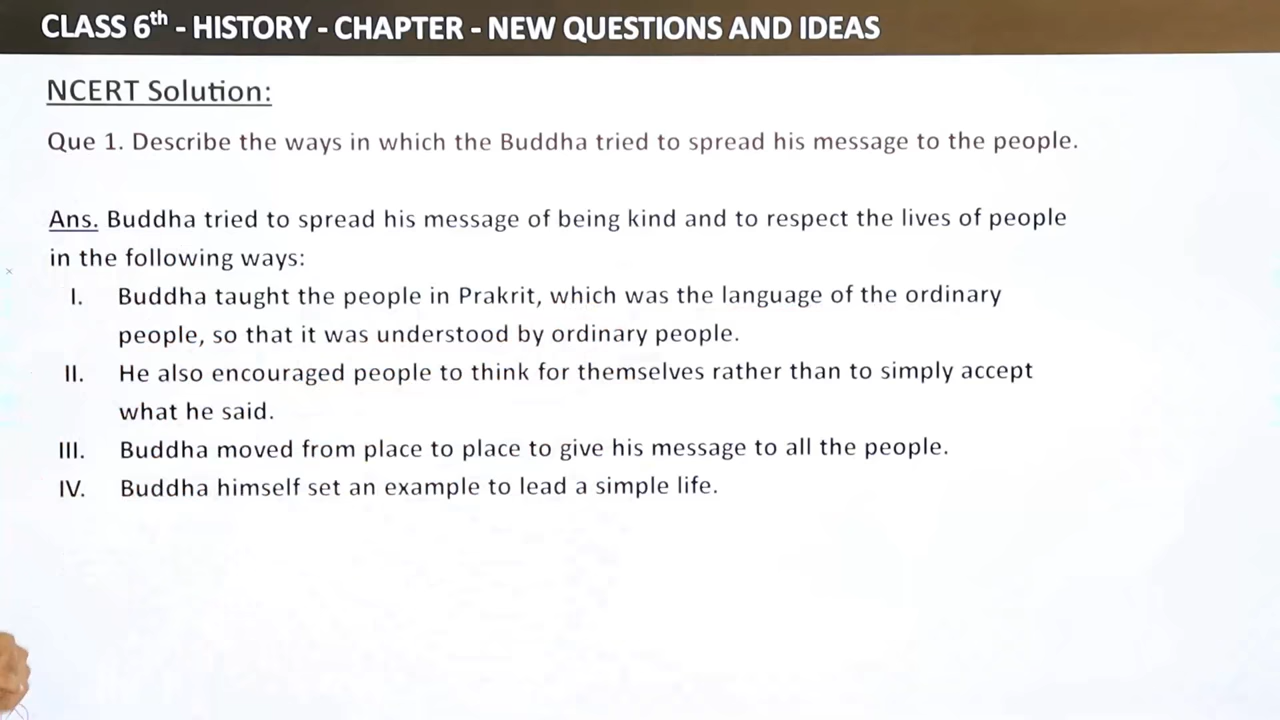 CLASS 6th - HISTORY - CHAPTER - NEW QUESTIONS AND IDEAS
NCERT Solution:
Que 1. Describe the ways in which the Buddha tried to spread his message to the people.
Ans. Buddha tried to spread his message of being kind and to respect the lives of people
in the following ways:
I. Buddha taught the people in Prakrit, which was the language of the ordinary
people, so that it was understood by ordinary people.
II. He also encouraged people to think for themselves rather than to simply accept
what he said.
III. Buddha moved from place to place to give his message to all the people.
IV. Buddha himself set an example to lead a simple life.